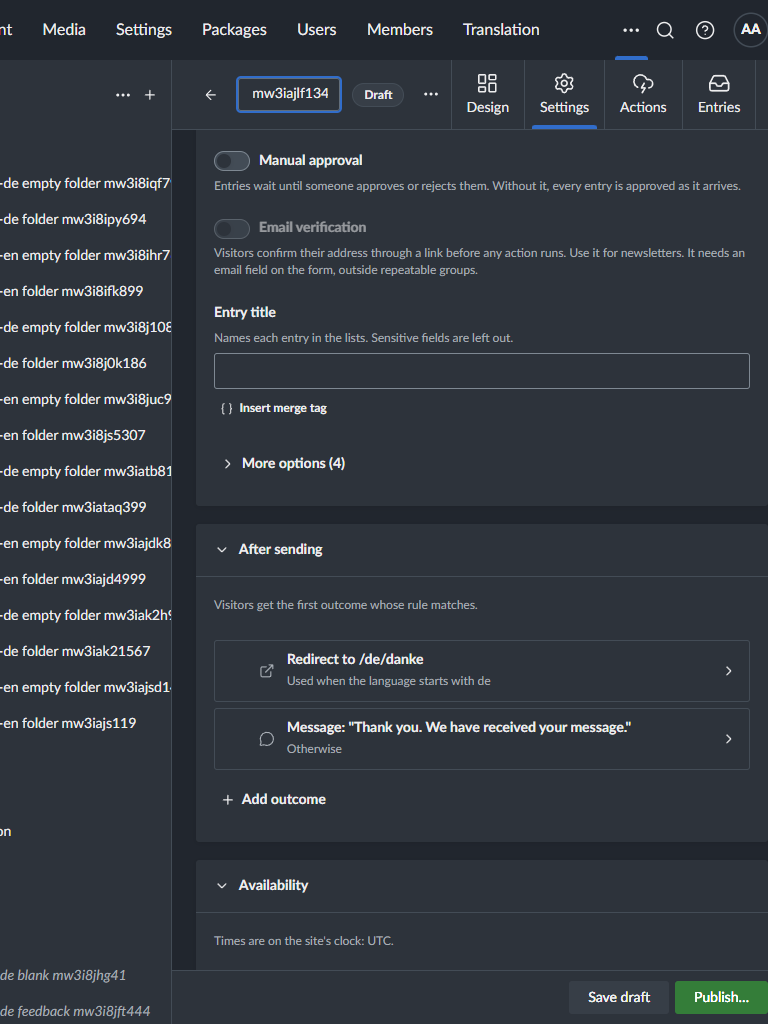 nt Media Settings Packages Users Members Translation ••• AA
mw3iajlf134 Draft Design Settings Actions Entries
Manual approval
Entries wait until someone approves or rejects them. Without it, every entry is approved as it arrives.
Email verification
Visitors confirm their address through a link before any action runs. Use it for newsletters. It needs an
email field on the form, outside repeatable groups.
Entry title
Names each entry in the lists. Sensitive fields are left out.
{ } Insert merge tag
More options (4)
After sending
Visitors get the first outcome whose rule matches.
Redirect to /de/danke
Used when the language starts with de
Message: "Thank you. We have received your message."
Otherwise
Add outcome
Availability
Times are on the site's clock: UTC.
Save draft Publish...
-de empty folder mw3i8iqf7
-de folder mw3i8ipy694
-en empty folder mw3i8ihr7
-en folder mw3i8ifk899
-de empty folder mw3i8j108
-de folder mw3i8j0k186
-en empty folder mw3i8juc9
-en folder mw3i8js5307
-de empty folder mw3iatb81
-de folder mw3iataq399
-en empty folder mw3iajdk8
-en folder mw3iajd4999
-de empty folder mw3iak2h9
-de folder mw3iak21567
-en empty folder mw3iajsd1
-en folder mw3iajs119
on
de blank mw3i8jhg41
de feedback mw3i8jft444